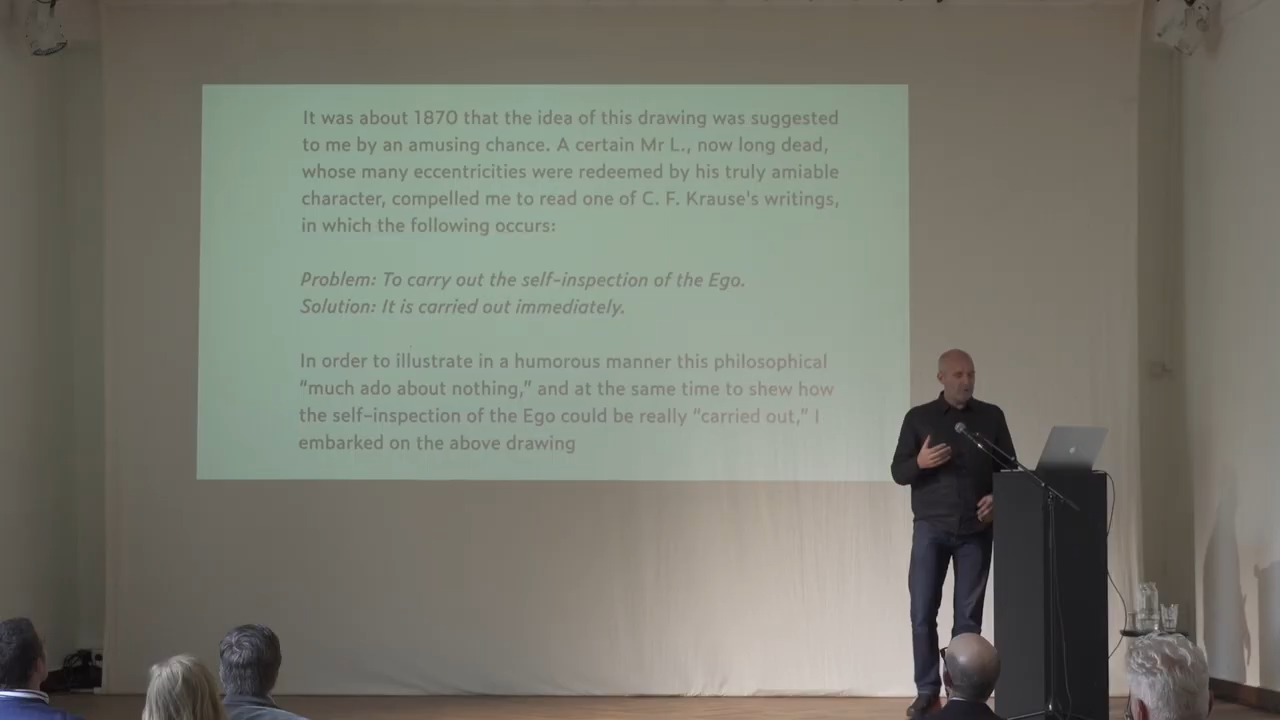 It was about 1870 that the idea of this drawing was suggested
to me by an amusing chance. A certain Mr L., now long dead,
whose many eccentricities were redeemed by his truly amiable
character, compelled me to read one of C. F. Krause's writings,
in which the following occurs:
Problem: To carry out the self-inspection of the Ego.
Solution: It is carried out immediately.
In order to illustrate in a humorous manner this philosophical
“much ado about nothing,” and at the same time to shew how
the self-inspection of the Ego could be really “carried out,” I
embarked on the above drawing